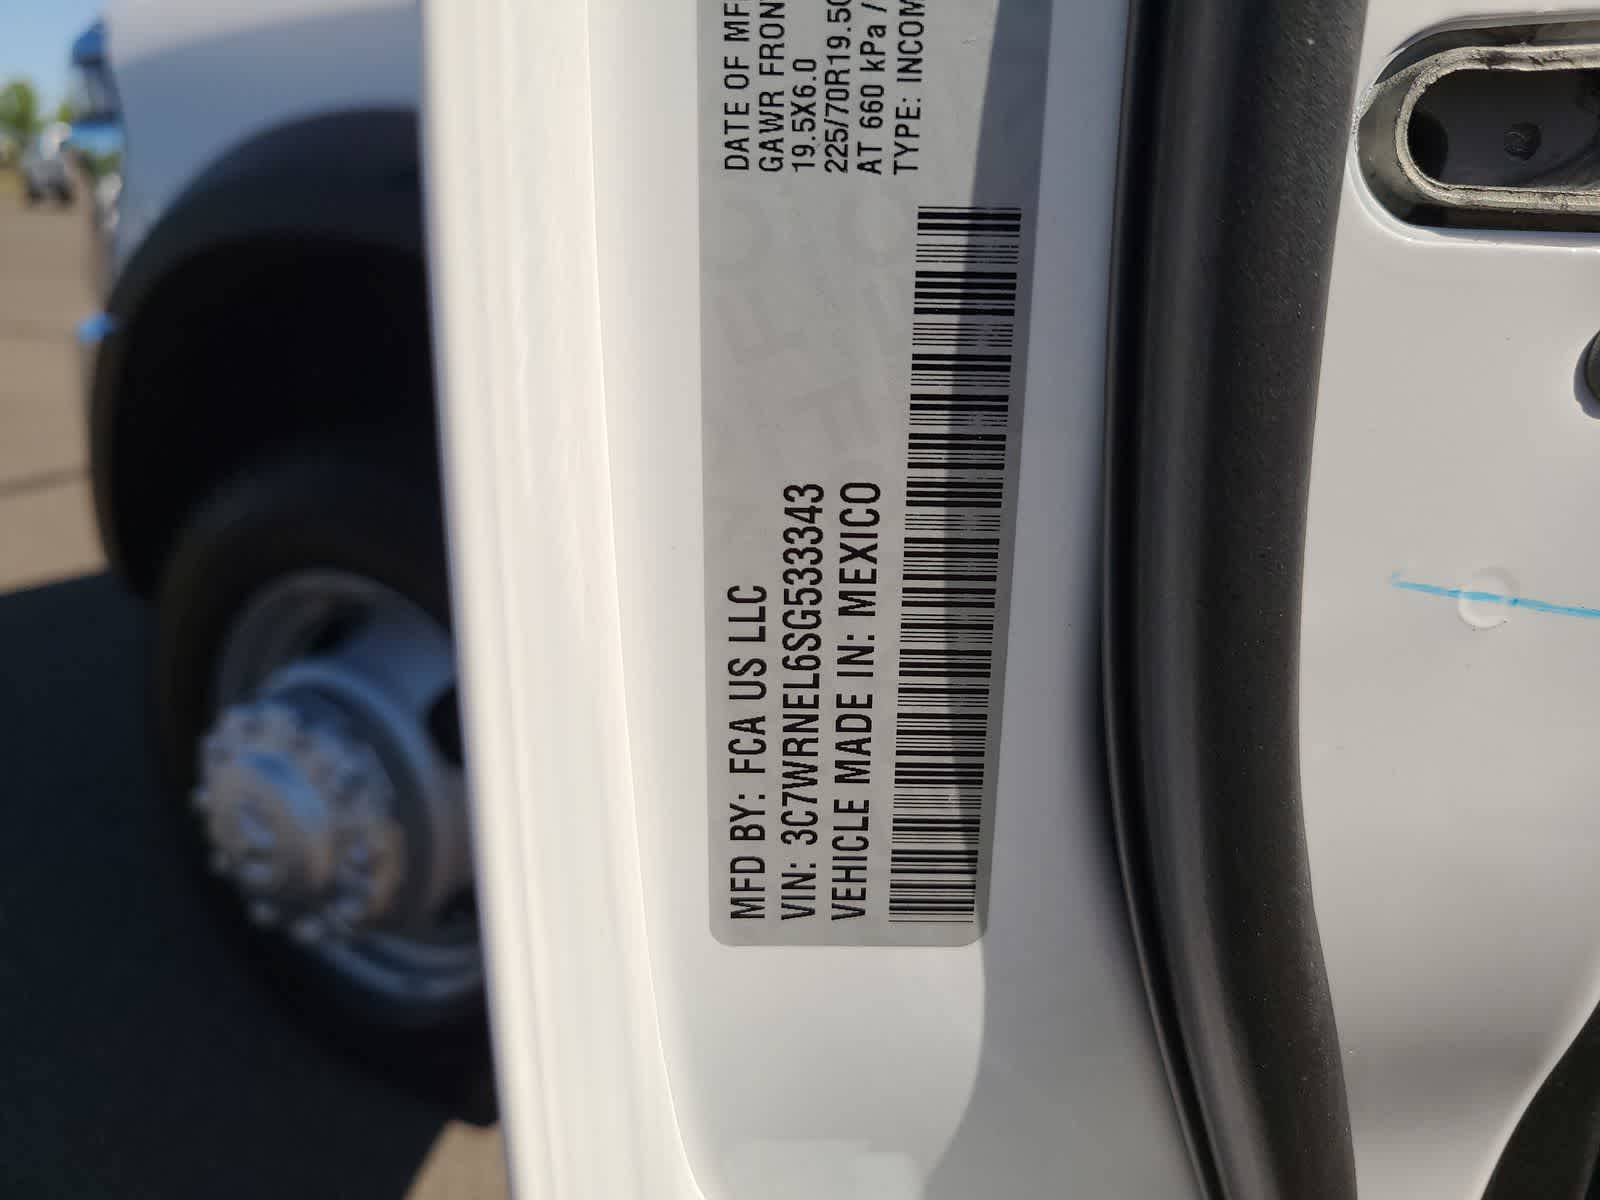 MFD BY: FCA US LLC
VIN: 3C7WRNEL6SG533343
VEHICLE MADE IN: MEXICO
DATE OF MF
GAWR FRON
19.5X6.0
225/70R19.5
AT 660 kPa /
TYPE: INCOM